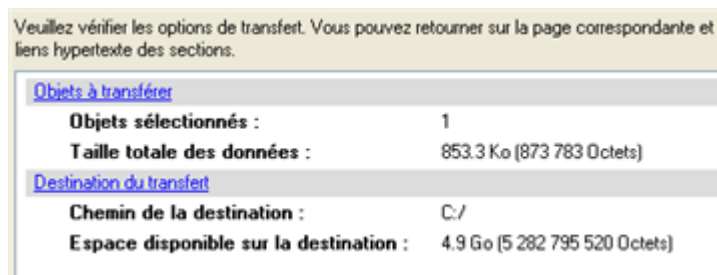 Veuillez vérifier les options de transfert. Vous pouvez retourner sur la page correspondante et
liens hypertexte des sections.
Objets à transférer
Objets sélectionnés : 1
Taille totale des données : 853.3 Ko (873 783 Octets)
Destination du transfert
Chemin de la destination : C:/
Espace disponible sur la destination : 4.9 Go (5 282 795 520 Octets)